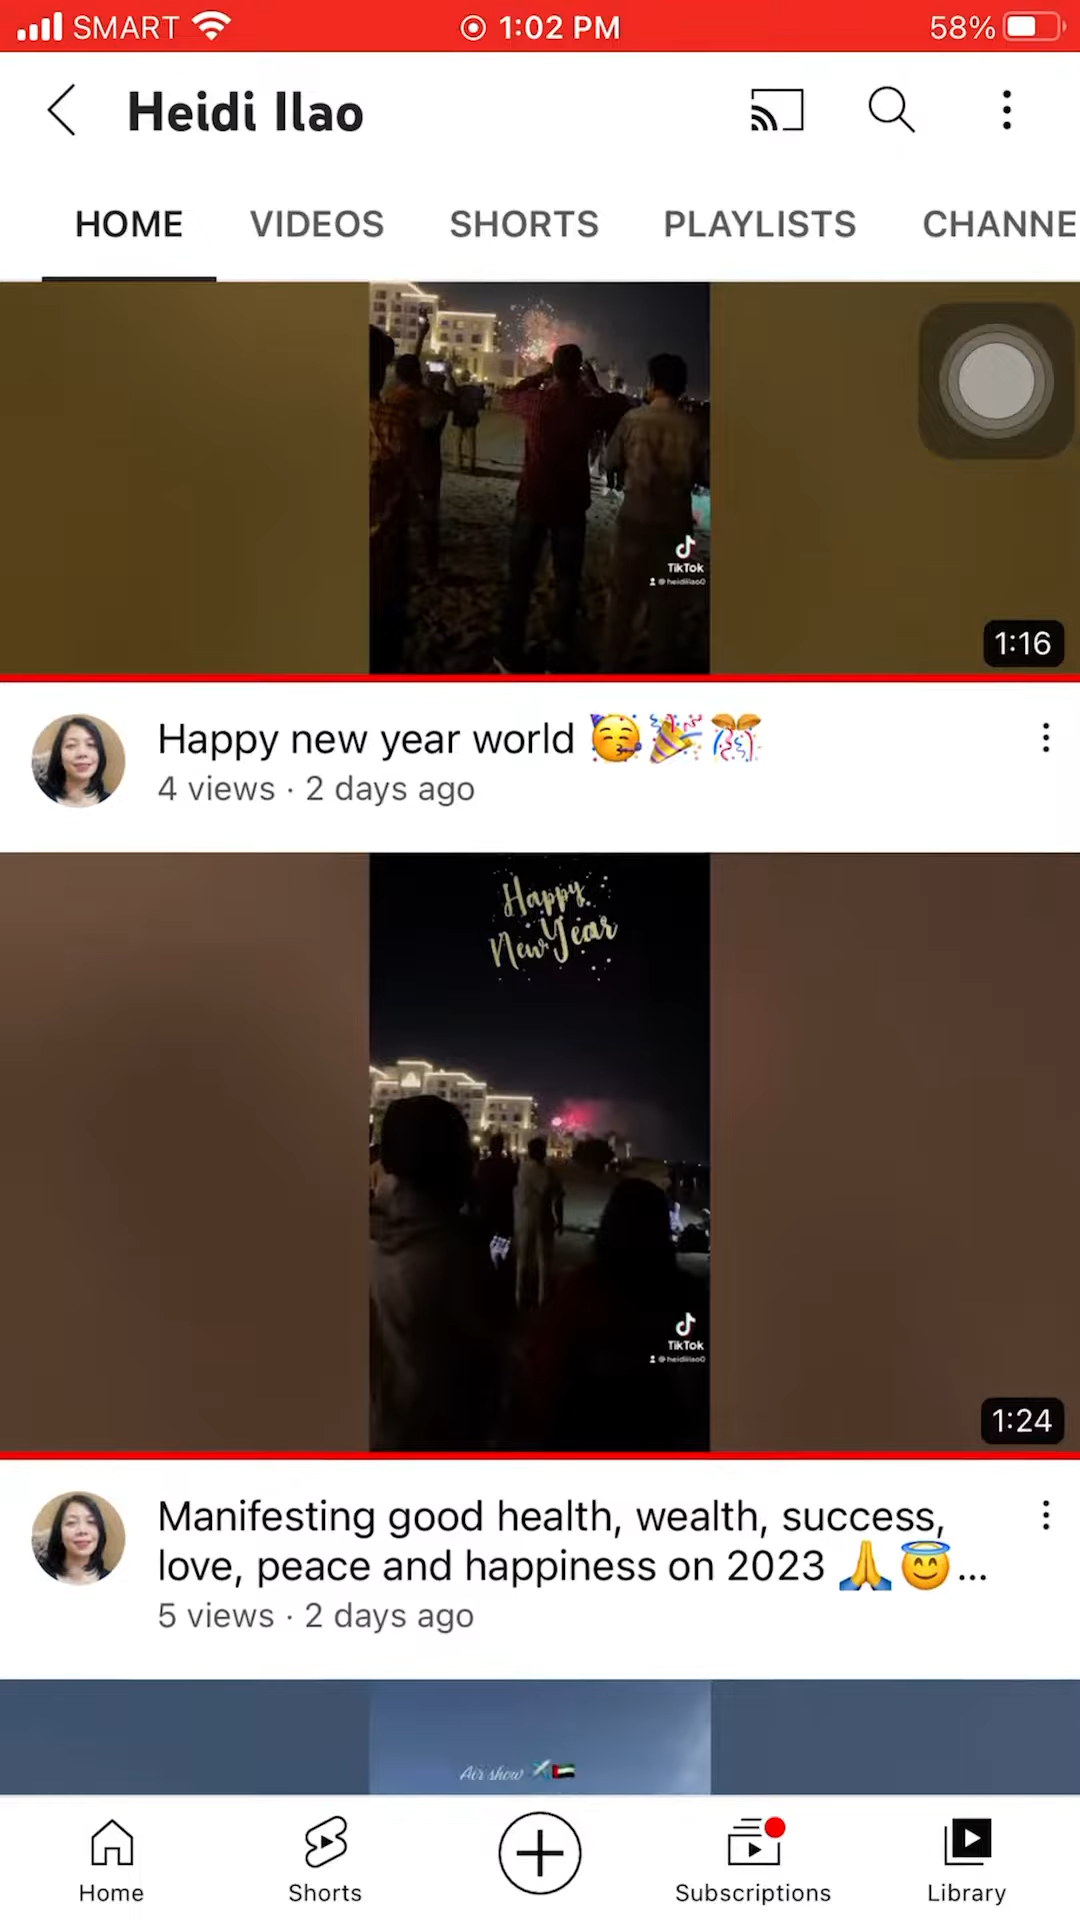 SMART 1:02 PM 58%
Heidi Ilao
HOME VIDEOS SHORTS PLAYLISTS CHANNE
TikTok
1:16
Happy new year world 🥳🎉🎊
4 views · 2 days ago
Happy
New Year
TikTok
1:24
Manifesting good health, wealth, success,
love, peace and happiness on 2023 🙏😇...
5 views · 2 days ago
Air show ✈️🇦🇪
Home Shorts Subscriptions Library